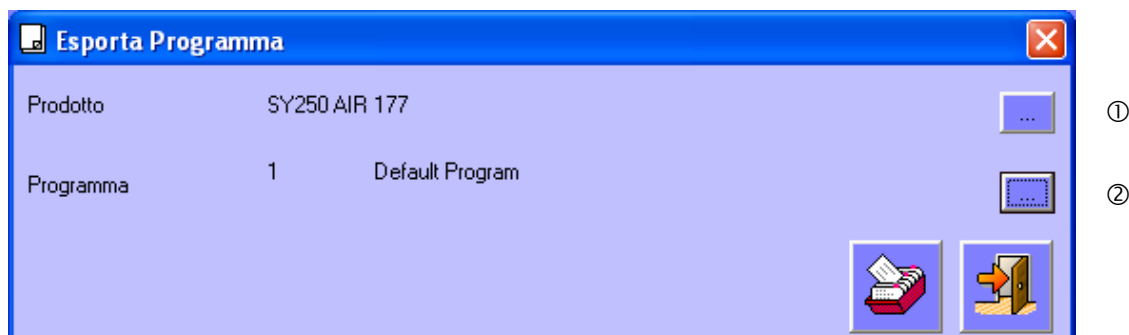 Esporta Programma
Prodotto SY250 AIR 177 ... ①
Programma 1 Default Program ... ②